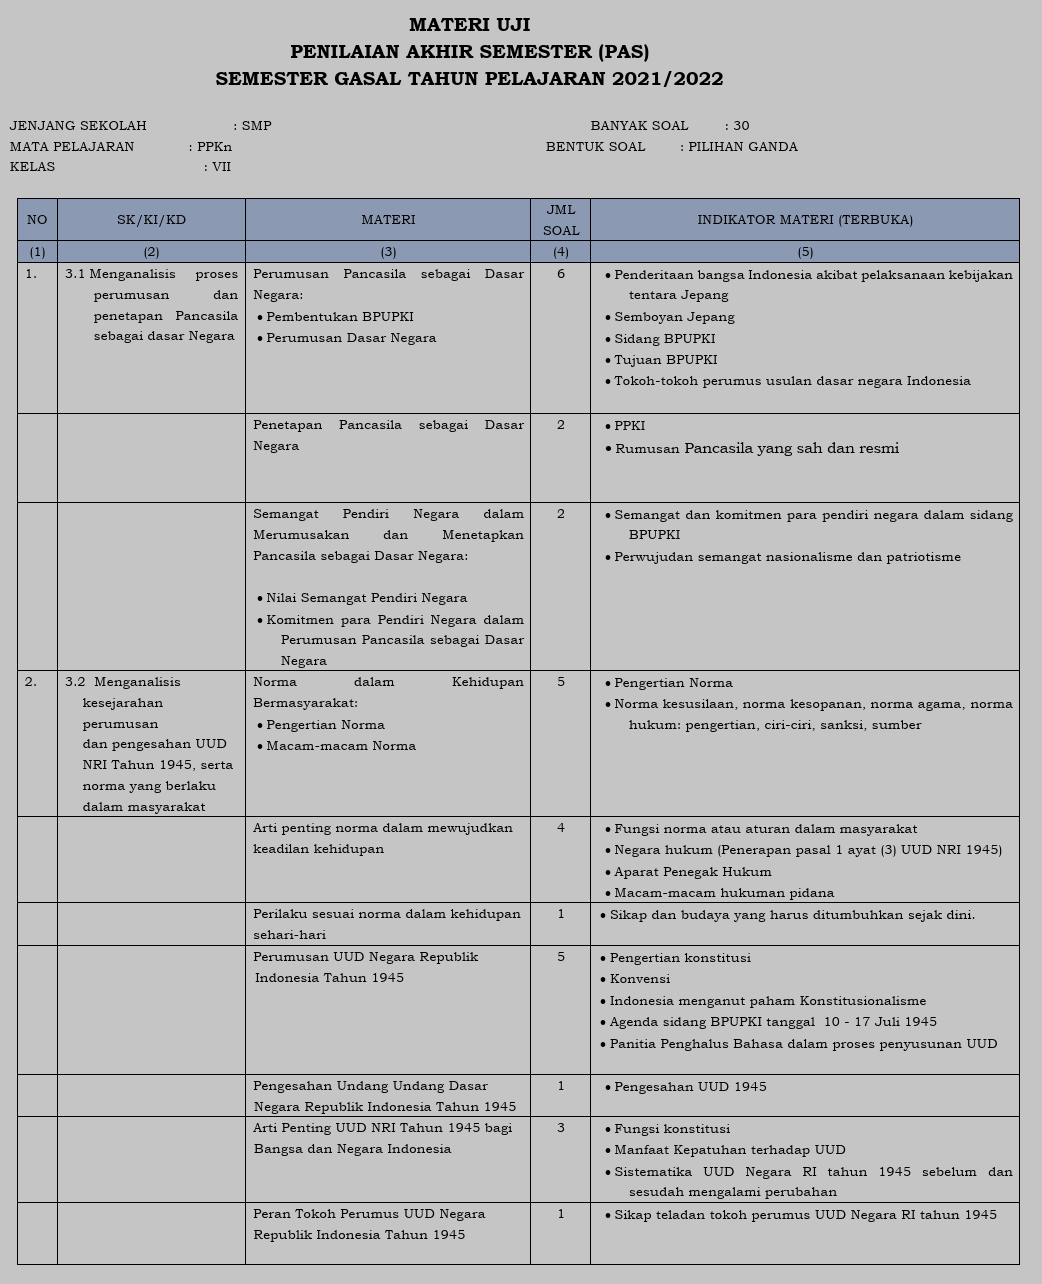 MATERI UJI
PENILAIAN AKHIR SEMESTER (PAS)
SEMESTER GASAL TAHUN PELAJARAN 2021/2022
JENJANG SEKOLAH : SMP BANYAK SOAL : 30
MATA PELAJARAN : PPKn BENTUK SOAL : PILIHAN GANDA
KELAS : VII
NO SK/KI/KD MATERI JML SOAL INDIKATOR MATERI (TERBUKA)
(1) (2) (3) (4) (5)
1.
3.1 Menganalisis proses
perumusan dan
penetapan Pancasila
sebagai dasar Negara
Perumusan Pancasila sebagai Dasar
Negara:
• Pembentukan BPUPKI
• Perumusan Dasar Negara
6
• Penderitaan bangsa Indonesia akibat pelaksanaan kebijakan
tentara Jepang
• Semboyan Jepang
• Sidang BPUPKI
• Tujuan BPUPKI
• Tokoh-tokoh perumus usulan dasar negara Indonesia
Penetapan Pancasila sebagai Dasar
Negara
2
• PPKI
• Rumusan Pancasila yang sah dan resmi
Semangat Pendiri Negara dalam
Merumusakan dan Menetapkan
Pancasila sebagai Dasar Negara:
• Nilai Semangat Pendiri Negara
• Komitmen para Pendiri Negara dalam
Perumusan Pancasila sebagai Dasar
Negara
2
• Semangat dan komitmen para pendiri negara dalam sidang
BPUPKI
• Perwujudan semangat nasionalisme dan patriotisme
2.
3.2 Menganalisis
kesejarahan
perumusan
dan pengesahan UUD
NRI Tahun 1945, serta
norma yang berlaku
dalam masyarakat
Norma dalam Kehidupan
Bermasyarakat:
• Pengertian Norma
• Macam-macam Norma
5
• Pengertian Norma
• Norma kesusilaan, norma kesopanan, norma agama, norma
hukum: pengertian, ciri-ciri, sanksi, sumber
Arti penting norma dalam mewujudkan
keadilan kehidupan
4
• Fungsi norma atau aturan dalam masyarakat
• Negara hukum (Penerapan pasal 1 ayat (3) UUD NRI 1945)
• Aparat Penegak Hukum
• Macam-macam hukuman pidana
Perilaku sesuai norma dalam kehidupan
sehari-hari
1
• Sikap dan budaya yang harus ditumbuhkan sejak dini.
Perumusan UUD Negara Republik
Indonesia Tahun 1945
5
• Pengertian konstitusi
• Konvensi
• Indonesia menganut paham Konstitusionalisme
• Agenda sidang BPUPKI tanggal 10 - 17 Juli 1945
• Panitia Penghalus Bahasa dalam proses penyusunan UUD
Pengesahan Undang Undang Dasar
Negara Republik Indonesia Tahun 1945
1
• Pengesahan UUD 1945
Arti Penting UUD NRI Tahun 1945 bagi
Bangsa dan Negara Indonesia
3
• Fungsi konstitusi
• Manfaat Kepatuhan terhadap UUD
• Sistematika UUD Negara RI tahun 1945 sebelum dan
sesudah mengalami perubahan
Peran Tokoh Perumus UUD Negara
Republik Indonesia Tahun 1945
1
• Sikap teladan tokoh perumus UUD Negara RI tahun 1945